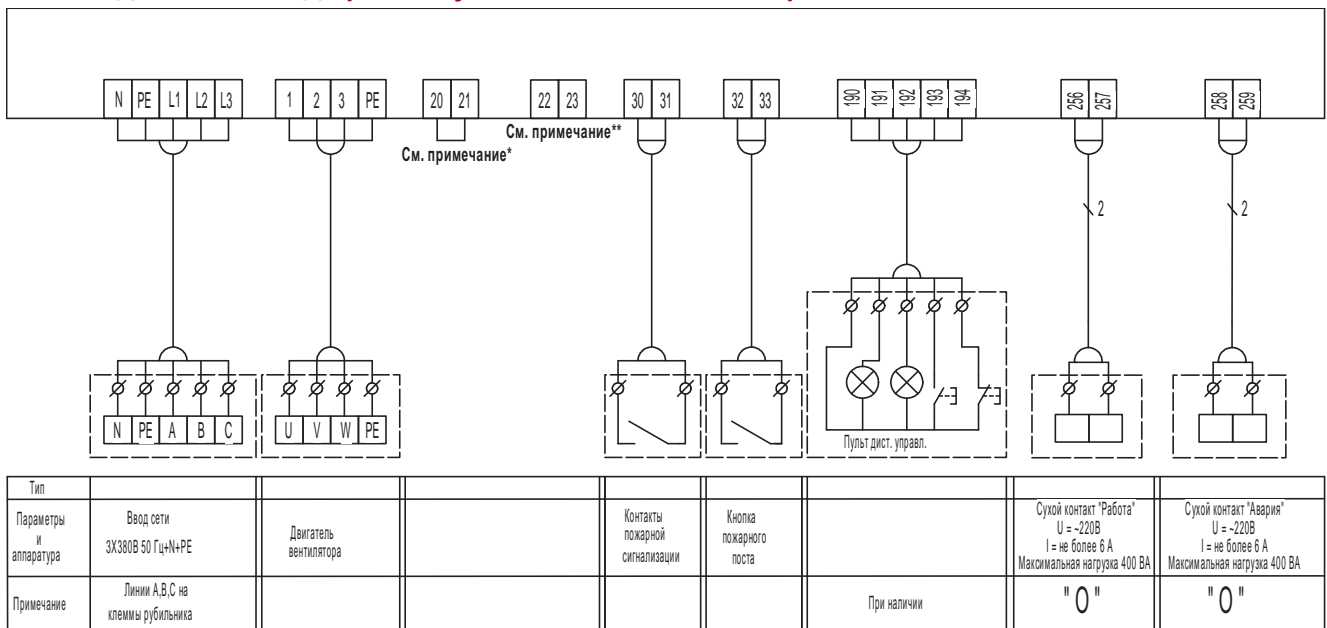 N PE L1 L2 L3 1 2 3 PE 20 21 22 23 30 31 32 33 190 191 192 193 194 256 257 258 259
См. примечание**
См. примечание*
2 2
Пульт дист. управл.
N PE A B C U V W PE
Тип
Параметры
и
аппаратура
Ввод сети
3X380В 50 Гц+N+PE
Двигатель
вентилятора
Контакты
пожарной
сигнализации
Кнопка
пожарного
поста
Сухой контакт "Работа"
U = ~220В
I = не более 6 А
Максимальная нагрузка 400 ВА
Сухой контакт "Авария"
U = ~220В
I = не более 6 А
Максимальная нагрузка 400 ВА
Примечание
Линии А,В,С на
клеммы рубильника
При наличии
"О"
"О"